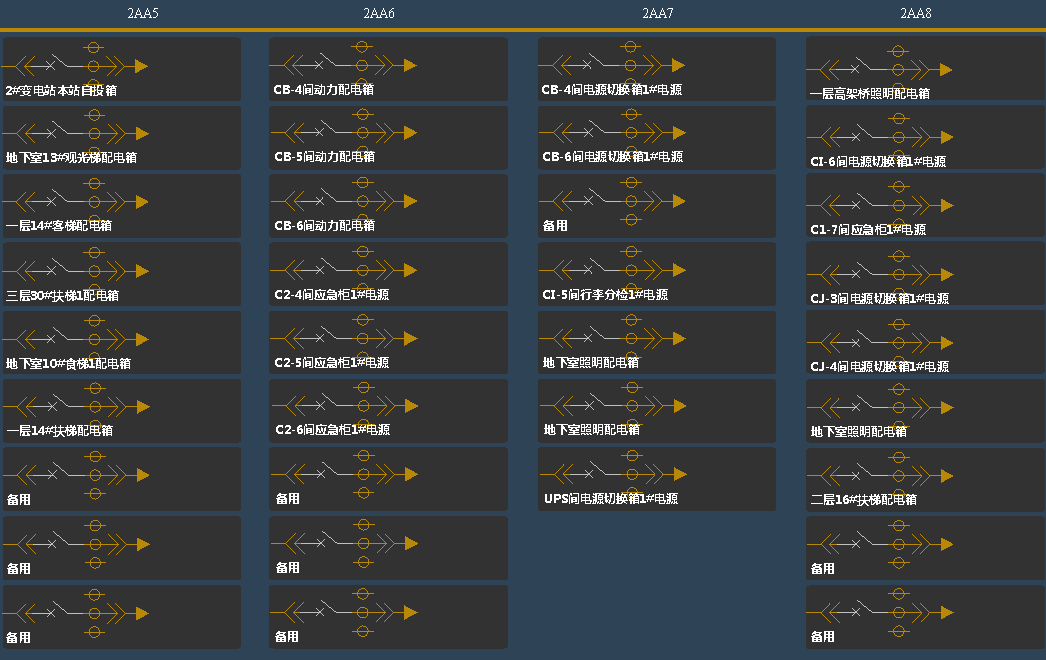 2AA5 2AA6 2AA7 2AA8
2#变电站本站自投箱 CB-4间动力配电箱 CB-4间电源切换箱1#电源 一层高架桥照明配电箱
地下室13#观光梯配电箱 CB-5间动力配电箱 CB-6间电源切换箱1#电源 CI-6间电源切换箱1#电源
一层14#客梯配电箱 CB-6间动力配电箱 备用 C1-7间应急柜1#电源
三层30#扶梯1配电箱 C2-4间应急柜1#电源 CI-5间行李分检1#电源 CJ-3间电源切换箱1#电源
地下室10#食梯1配电箱 C2-5间应急柜1#电源 地下室照明配电箱 CJ-4间电源切换箱1#电源
一层14#扶梯配电箱 C2-6间应急柜1#电源 地下室照明配电箱 地下室照明配电箱
备用 备用 UPS间电源切换箱1#电源 二层16#扶梯配电箱
备用 备用 备用
备用 备用 备用